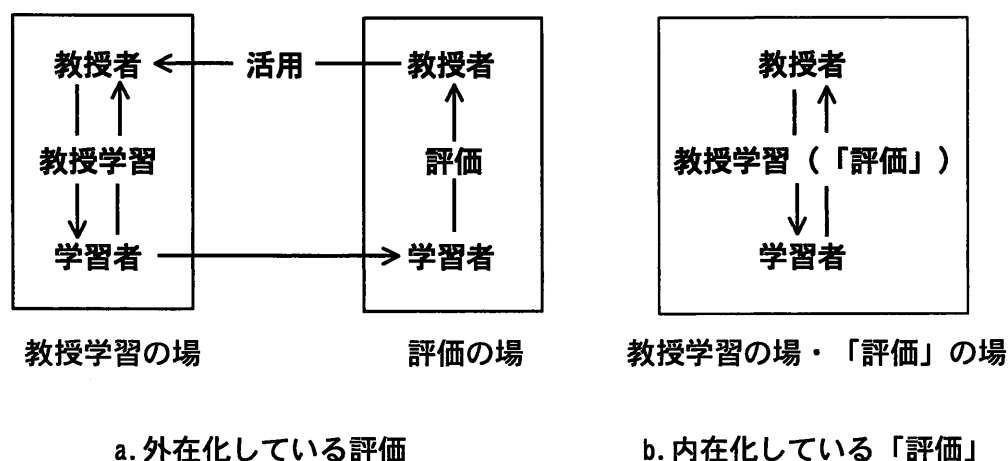 教授者 ← 活用 教授者
教授学習 評価
学習者 学習者
教授学習の場 評価の場
a.外在化している評価
教授者
教授学習(「評価」)
学習者
教授学習の場・「評価」の場
b.内在化している「評価」